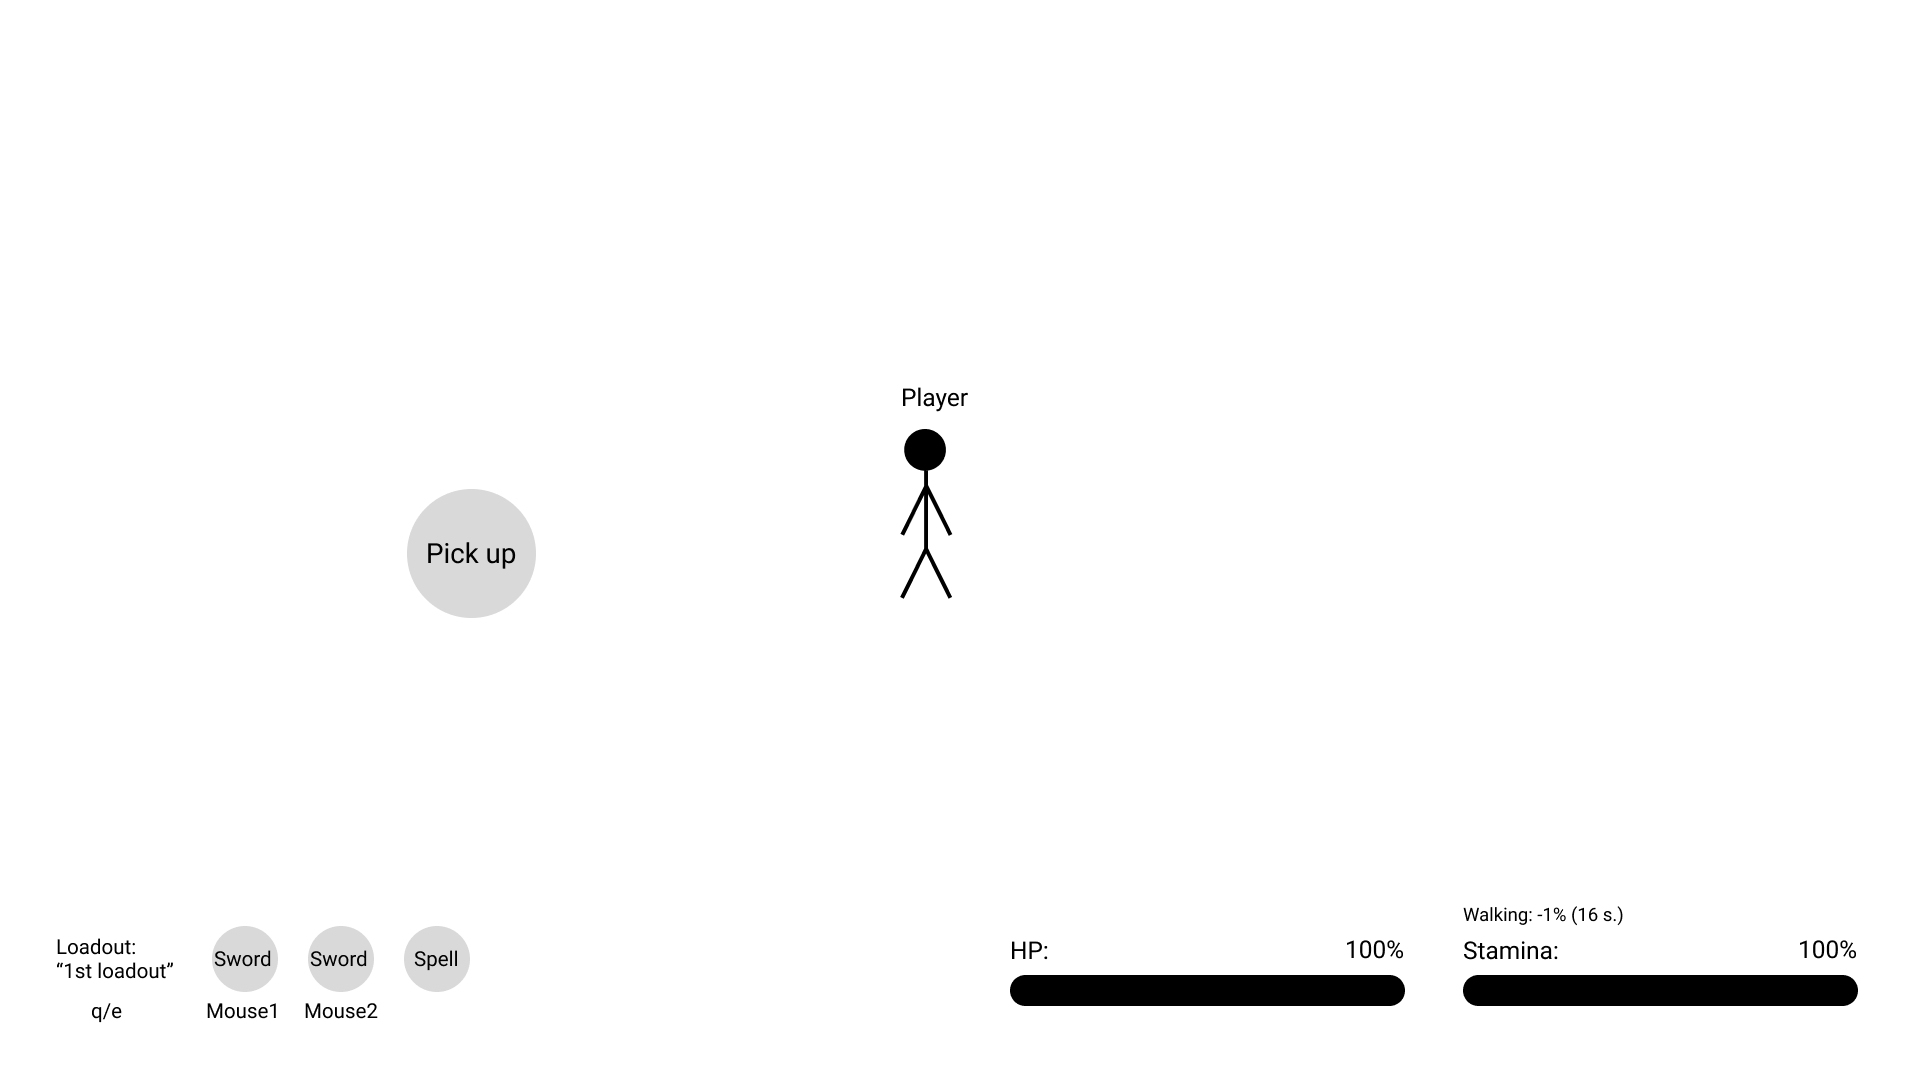 Player
Pick up
Walking: -1% (16 s.)
Loadout:
“1st loadout”
q/e
Sword
Sword
Spell
Mouse1
Mouse2
HP:
100%
Stamina:
100%